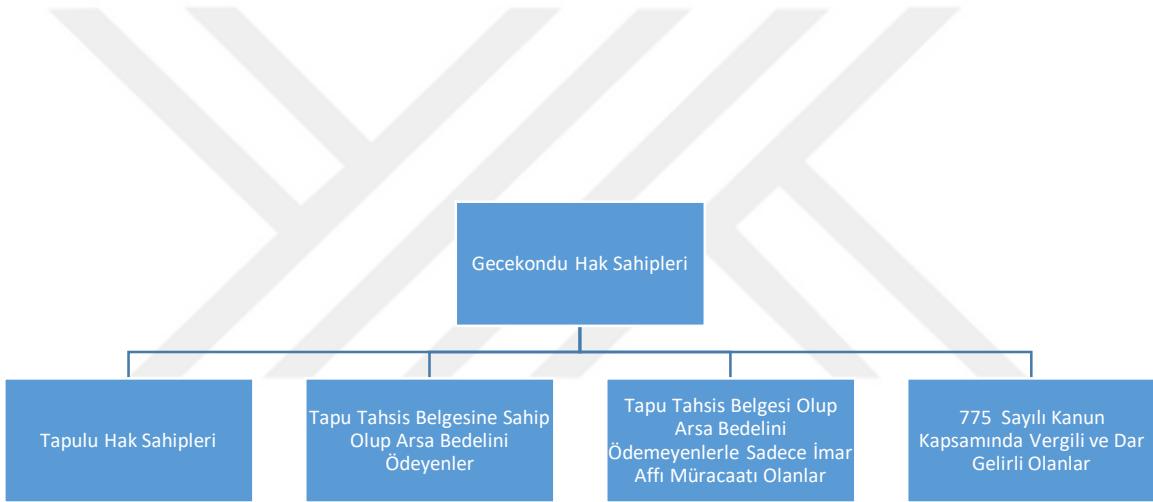 Gecekondu Hak Sahipleri
Tapulu Hak Sahipleri
Tapu Tahsis Belgesine Sahip
Olup Arsa Bedelini
Ödeyenler
Tapu Tahsis Belgesi Olup
Arsa Bedelini
Ödemeyenlerle Sadece İmar
Affı Müracaatı Olanlar
775 Sayılı Kanun
Kapsamında Vergili ve Dar
Gelirli Olanlar